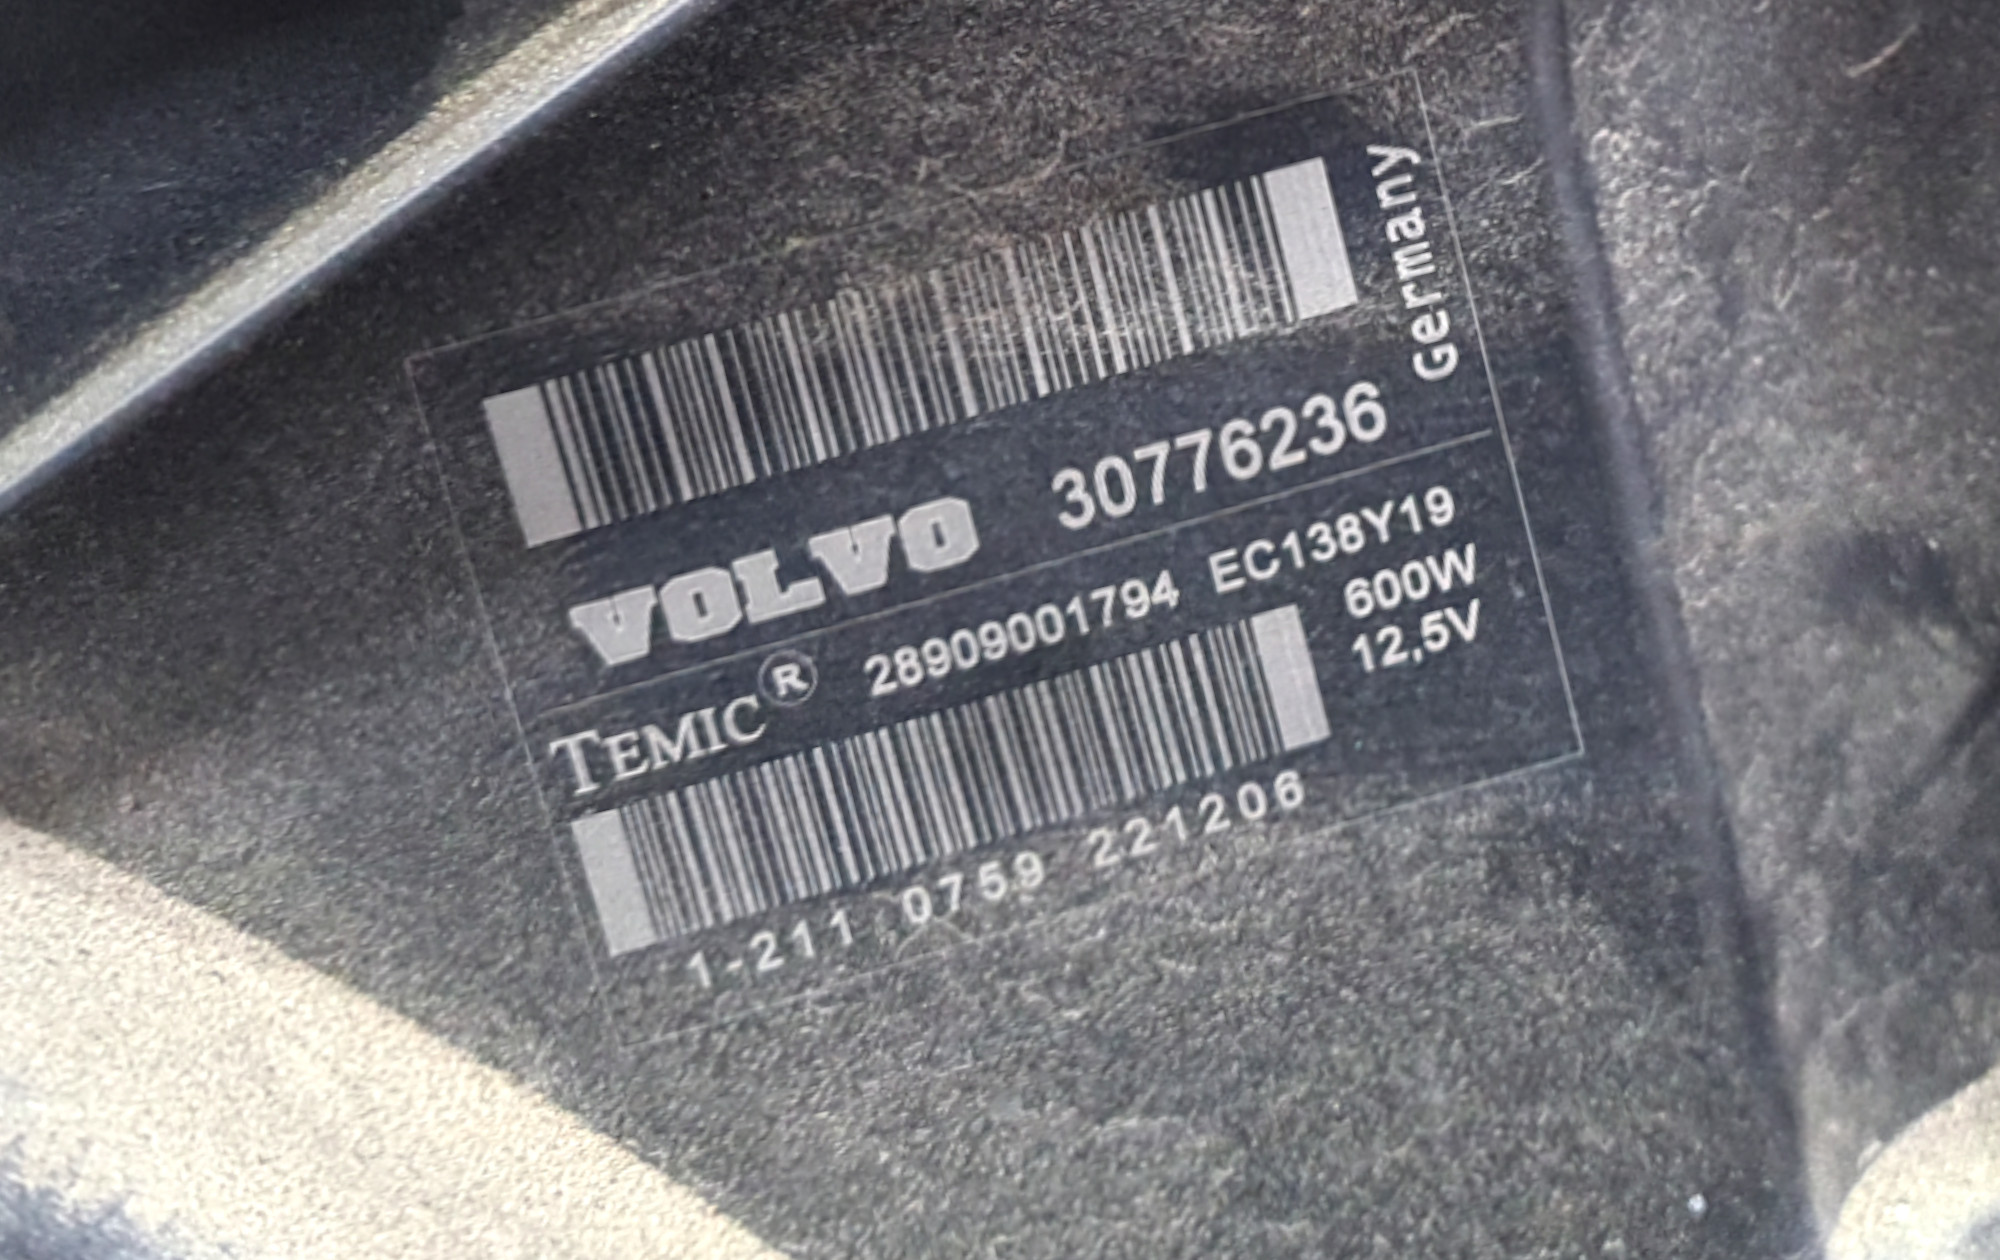 Germany
VOLVO 30776236
TEMIC® 28909001794 EC138Y19
600W
12,5V
1-211 0759 221206